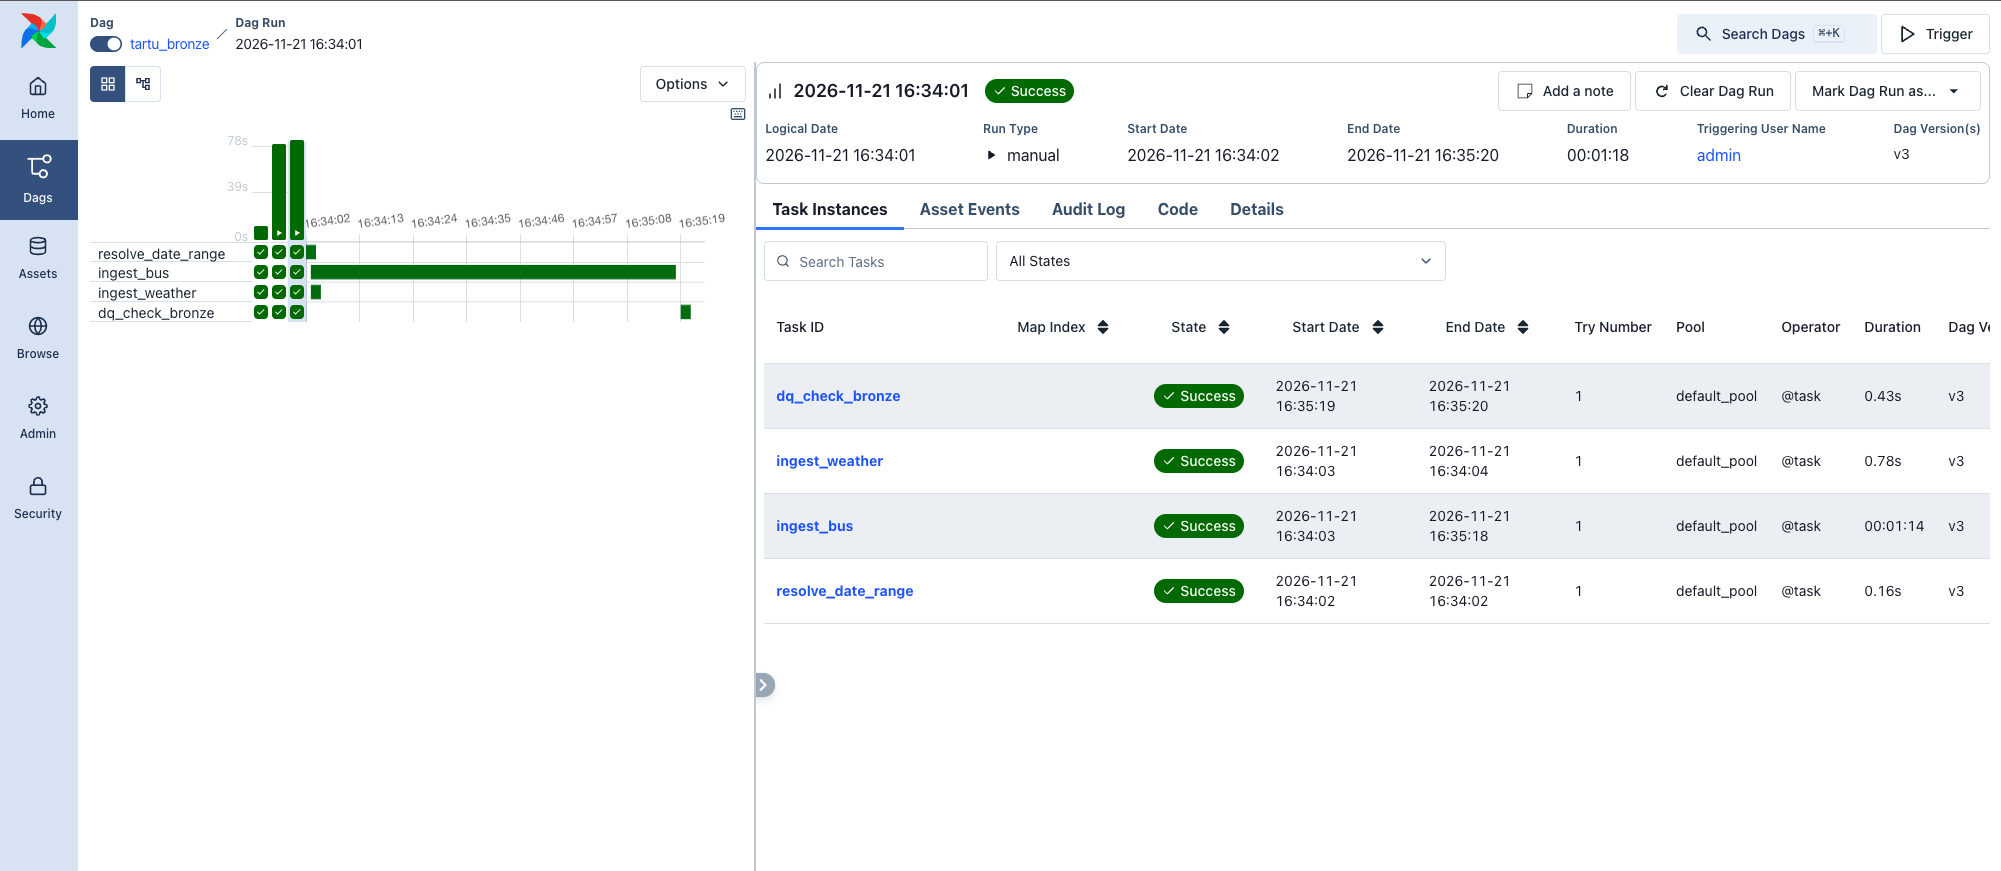 Dag
tartu_bronze
Dag Run
2026-11-21 16:34:01
Search Dags ⌘+K
Trigger
Home
Dags
Assets
Browse
Admin
Security
Options
78s
39s
0s
16:34:02 16:34:13 16:34:24 16:34:35 16:34:46 16:34:57 16:35:08 16:35:19
resolve_date_range
ingest_bus
ingest_weather
dq_check_bronze
2026-11-21 16:34:01 Success
Add a note
Clear Dag Run
Mark Dag Run as...
Logical Date Run Type Start Date End Date Duration Triggering User Name Dag Version(s)
2026-11-21 16:34:01 manual 2026-11-21 16:34:02 2026-11-21 16:35:20 00:01:18 admin v3
Task Instances Asset Events Audit Log Code Details
Search Tasks
All States
Task ID Map Index State Start Date End Date Try Number Pool Operator Duration Dag Ve
dq_check_bronze Success 2026-11-21 16:35:19 2026-11-21 16:35:20 1 default_pool @task 0.43s v3
ingest_weather Success 2026-11-21 16:34:03 2026-11-21 16:34:04 1 default_pool @task 0.78s v3
ingest_bus Success 2026-11-21 16:34:03 2026-11-21 16:35:18 1 default_pool @task 00:01:14 v3
resolve_date_range Success 2026-11-21 16:34:02 2026-11-21 16:34:02 1 default_pool @task 0.16s v3